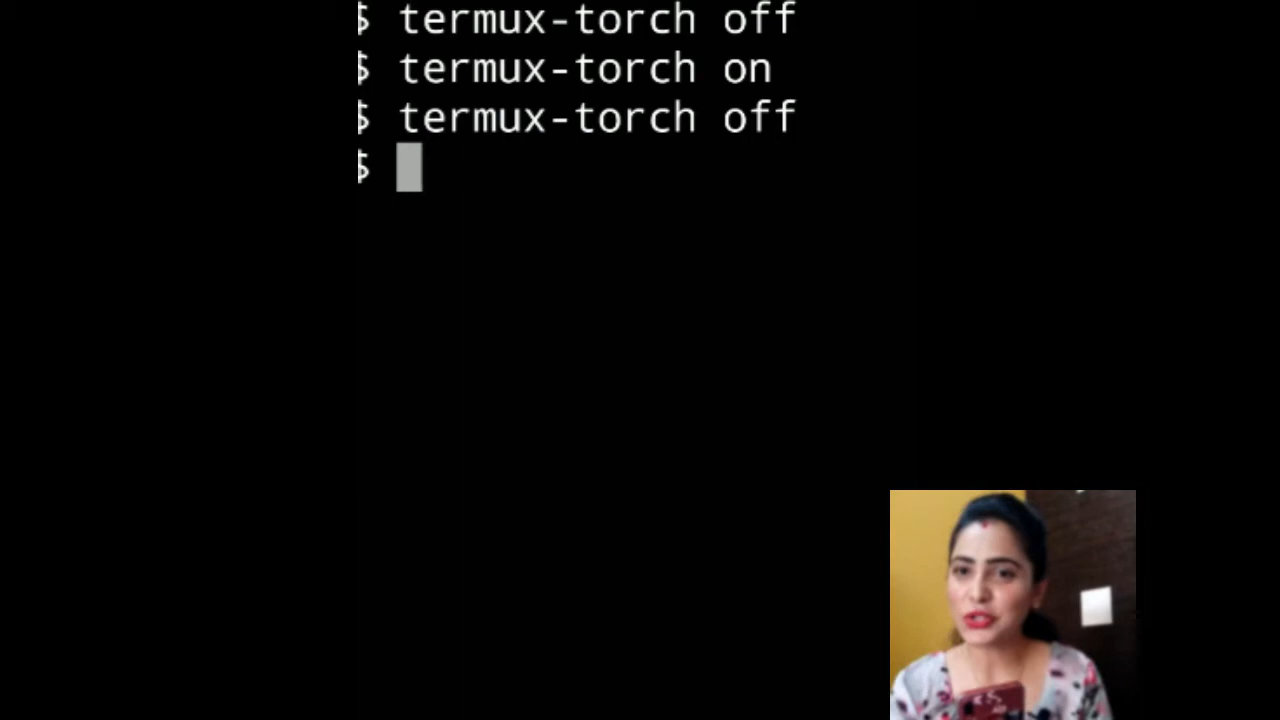 $ termux-torch off
$ termux-torch on
$ termux-torch off
$